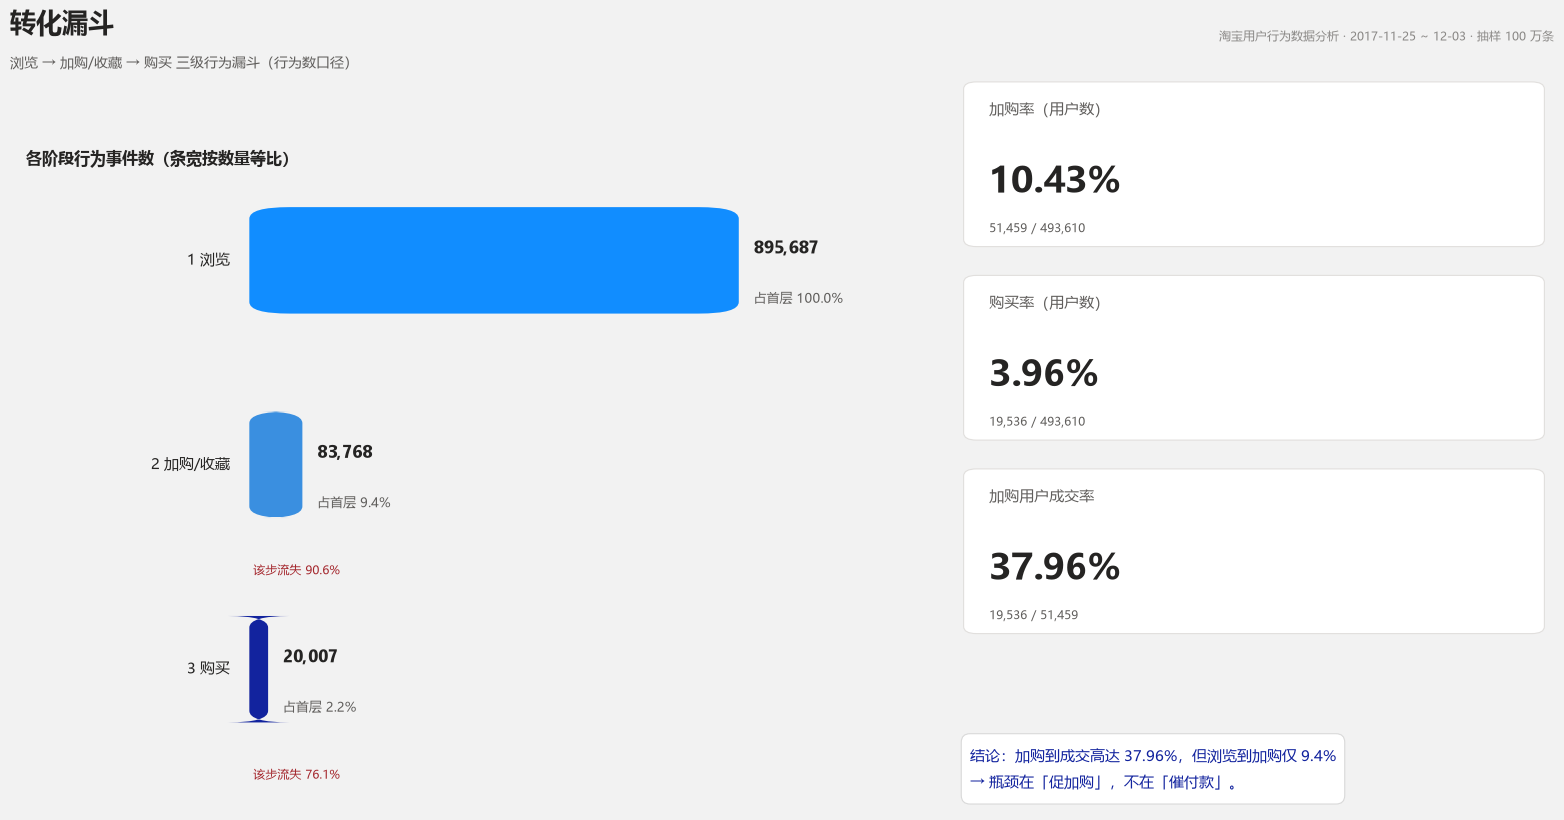 转化漏斗
淘宝用户行为数据分析 · 2017-11-25 ~ 12-03 · 抽样 100 万条
浏览 → 加购/收藏 → 购买 三级行为漏斗（行为数口径）
各阶段行为事件数（条宽按数量等比）
1 浏览
895,687
占首层 100.0%
2 加购/收藏
83,768
占首层 9.4%
该步流失 90.6%
3 购买
20,007
占首层 2.2%
该步流失 76.1%
加购率（用户数）
10.43%
51,459 / 493,610
购买率（用户数）
3.96%
19,536 / 493,610
加购用户成交率
37.96%
19,536 / 51,459
结论：加购到成交高达 37.96%，但浏览到加购仅 9.4%
→ 瓶颈在「促加购」，不在「催付款」。